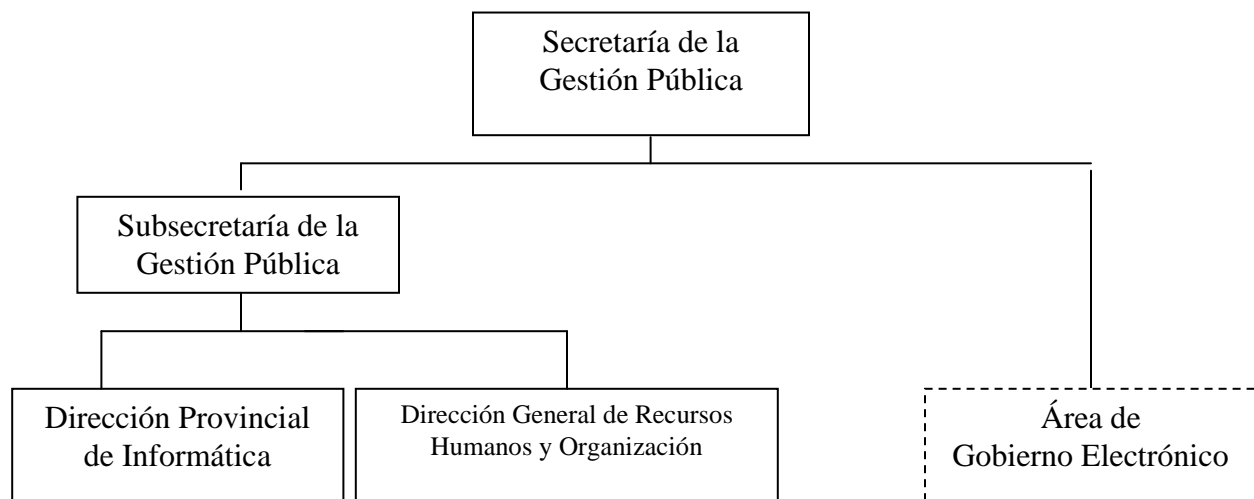 Secretaría de la
Gestión Pública
Subsecretaría de la
Gestión Pública
Dirección Provincial
de Informática
Dirección General de Recursos
Humanos y Organización
Área de
Gobierno Electrónico